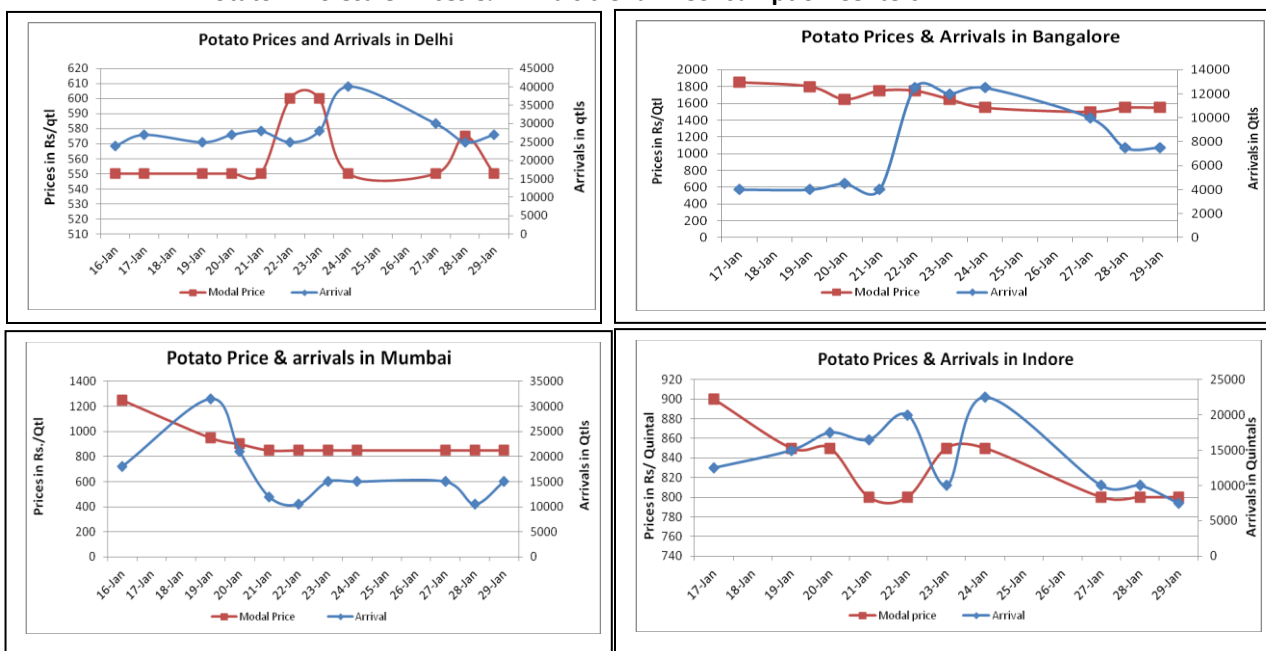 Potato Prices and Arrivals in Delhi
Prices in Rs/qtl
620
610
600
590
580
570
560
550
540
530
520
510
45000
40000
35000
30000
25000
20000
15000
10000
5000
0
Arrivals in qtls
16-Jan
17-Jan
18-Jan
19-Jan
20-Jan
21-Jan
22-Jan
23-Jan
24-Jan
25-Jan
26-Jan
27-Jan
28-Jan
29-Jan
Modal Price Arrival
Potato Prices & Arrivals in Bangalore
Prices in Rs/Qtl
2000
1800
1600
1400
1200
1000
800
600
400
200
0
14000
12000
10000
8000
6000
4000
2000
0
Arrivals in Qtls
17-Jan
18-Jan
19-Jan
20-Jan
21-Jan
22-Jan
23-Jan
24-Jan
25-Jan
26-Jan
27-Jan
28-Jan
29-Jan
Modal Price Arrival
Potato Price & arrivals in Mumbai
Prices in Rs./Qtl
1400
1200
1000
800
600
400
200
0
35000
30000
25000
20000
15000
10000
5000
0
Arrivals in Qtls
16-Jan
17-Jan
18-Jan
19-Jan
20-Jan
21-Jan
22-Jan
23-Jan
24-Jan
25-Jan
26-Jan
27-Jan
28-Jan
29-Jan
Modal Price Arrival
Potato Prices & Arrivals in Indore
Prices in Rs/ Quintal
920
900
880
860
840
820
800
780
760
740
25000
20000
15000
10000
5000
0
Arrivals in Quintals
17-Jan
18-Jan
19-Jan
20-Jan
21-Jan
22-Jan
23-Jan
24-Jan
25-Jan
26-Jan
27-Jan
28-Jan
29-Jan
Modal price Arrival